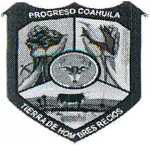 PROGRESO COAHUILA
TIERRA DE HOMBRES RECIOS